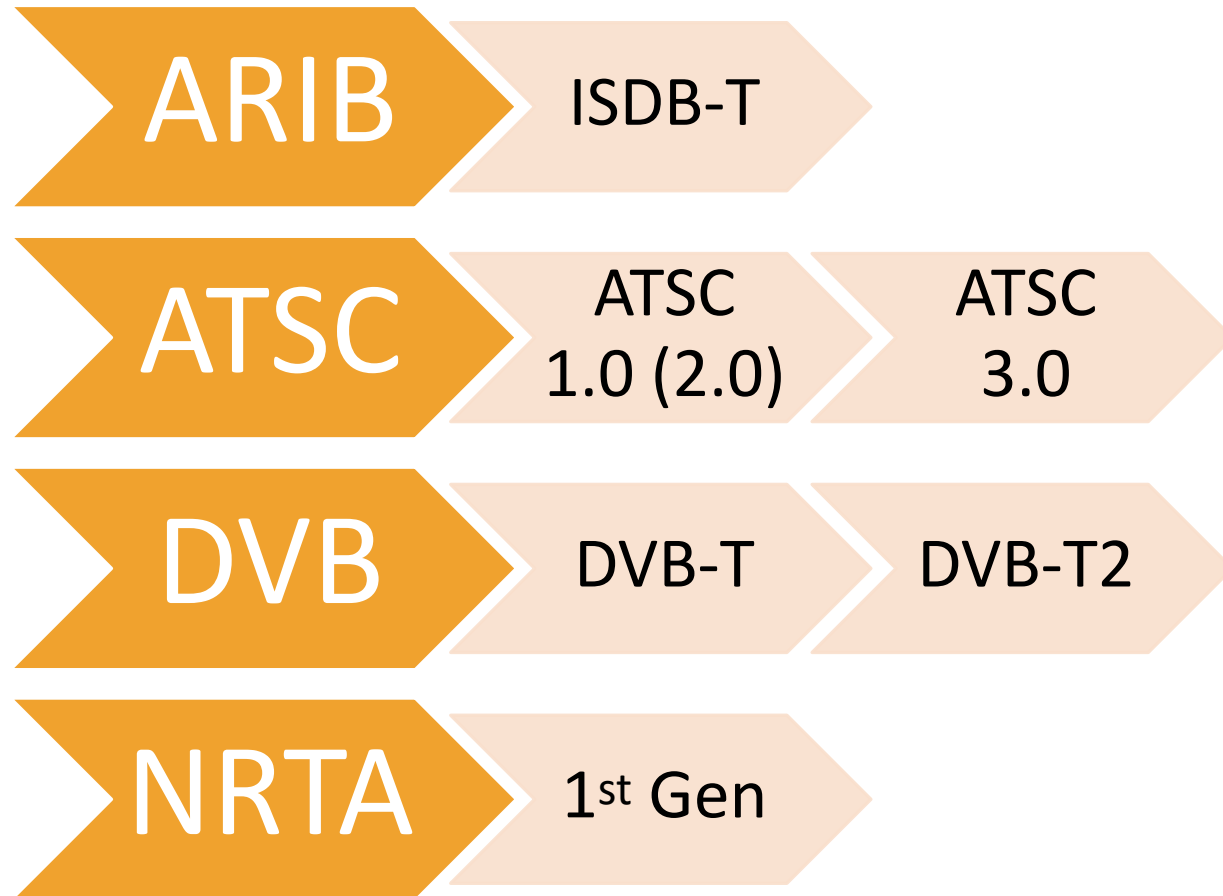 ARIB
ISDB-T
ATSC
ATSC
1.0 (2.0)
ATSC
3.0
DVB
DVB-T
DVB-T2
NRTA
1st Gen